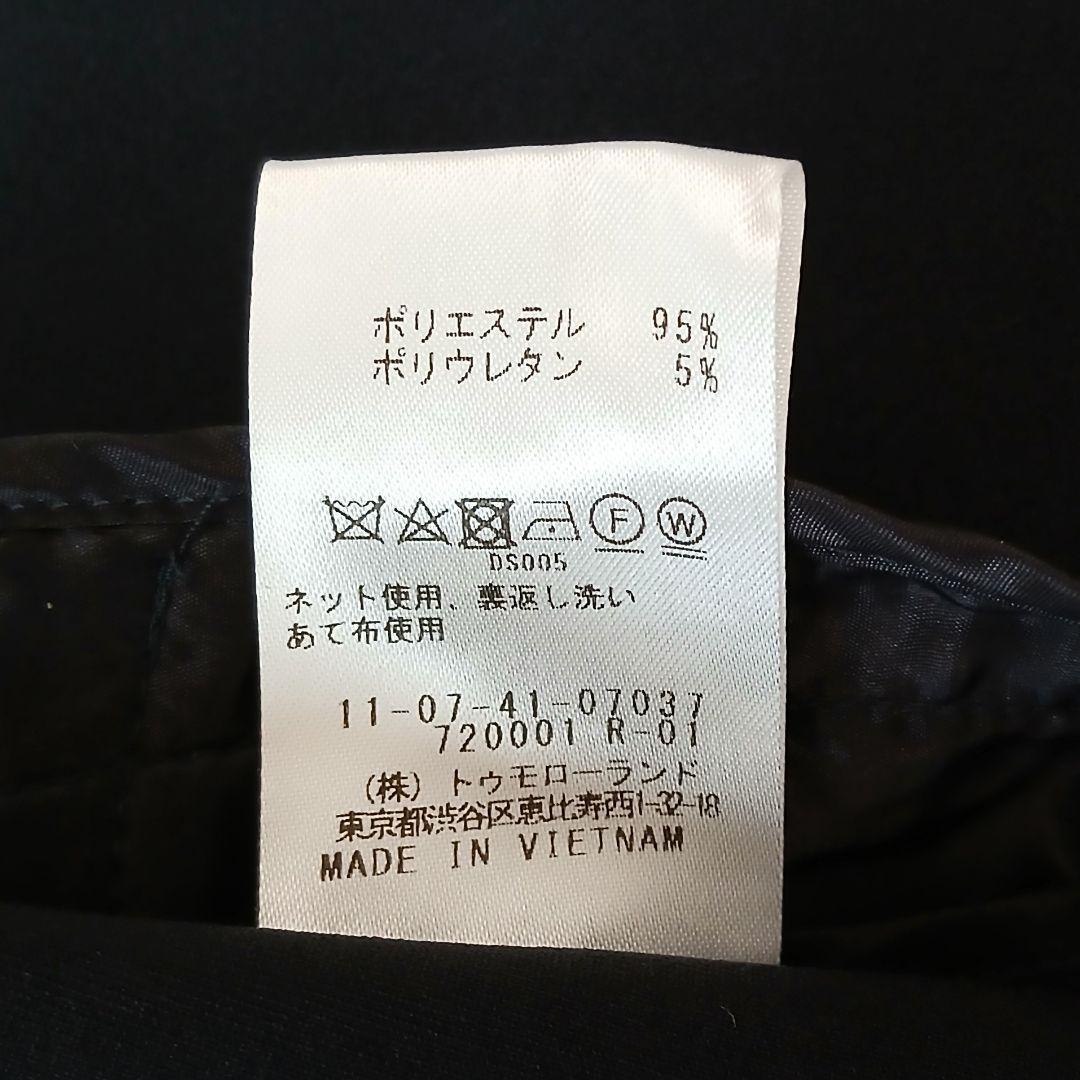 ポリエステル 95%
ポリウレタン 5%
F W
DS005
ネット使用、裏返し洗い
あて布使用
11-07-41-07037
720001 R-01
(株) トゥモローランド
東京都渋谷区恵比寿西1-32-18
MADE IN VIETNAM